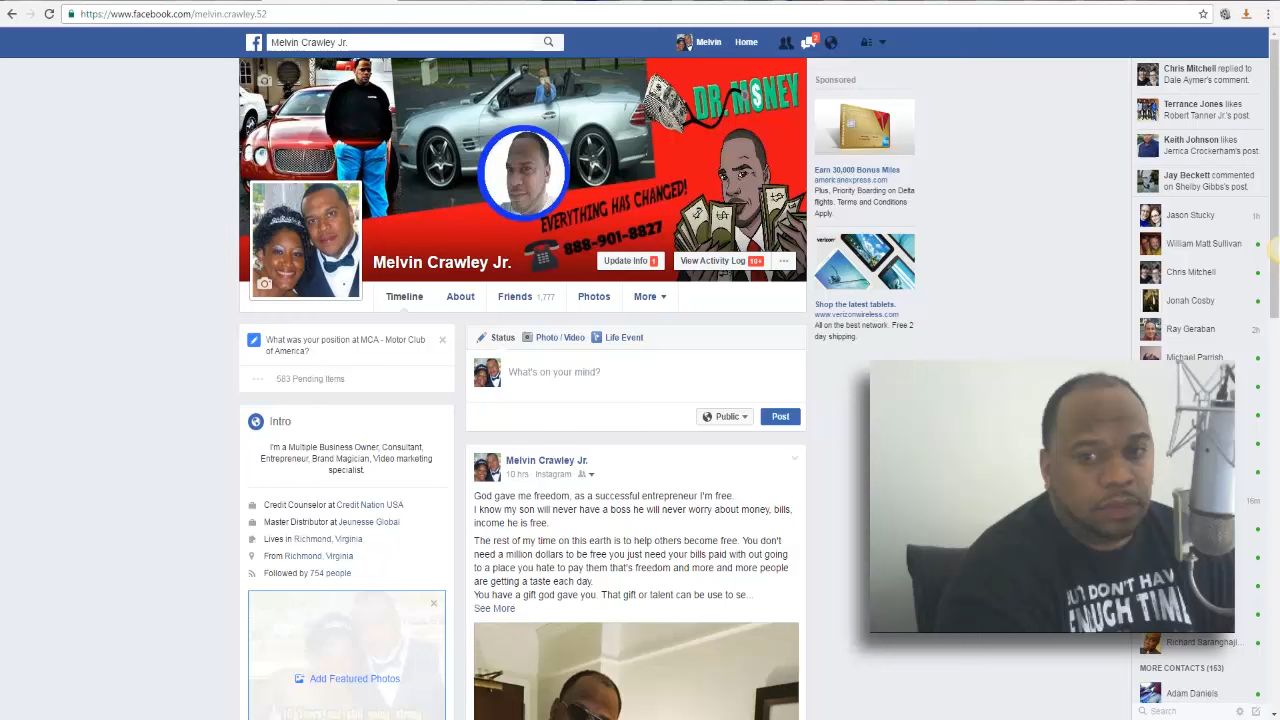 https://www.facebook.com/melvin.crawley.52
Melvin Crawley Jr.
Melvin
Home
2
DR. M$NEY
EVERYTHING HAS CHANGED!
888-901-8827
Melvin Crawley Jr.
Update Info 1
View Activity Log 10+
Timeline
About
Friends 1,777
Photos
More
What was your position at MCA - Motor Club
of America?
583 Pending Items
Intro
I'm a Multiple Business Owner, Consultant,
Entrepreneur, Brand Magician, Video marketing
specialist.
Credit Counselor at Credit Nation USA
Master Distributor at Jeunesse Global
Lives in Richmond, Virginia
From Richmond, Virginia
Followed by 754 people
Add Featured Photos
Status
Photo / Video
Life Event
What's on your mind?
Public
Post
Melvin Crawley Jr.
10 hrs Instagram
God gave me freedom, as a successful entrepreneur I'm free.
I know my son will never have a boss he will never worry about money, bills,
income he is free.
The rest of my time on this earth is to help others become free. You don't
need a million dollars to be free you just need your bills paid with out going
to a place you hate to pay them that's freedom and more and more people
are getting a taste each day.
You have a gift god gave you. That gift or talent can be use to se...
See More
Sponsored
Earn 30,000 Bonus Miles
americanexpress.com
Plus, Priority Boarding on Delta
flights. Terms and Conditions
Apply.
verizon
Shop the latest tablets.
www.verizonwireless.com
All on the best network. Free 2
day shipping.
Chris Mitchell replied to
Dale Aymer's comment.
Terrance Jones likes
Robert Tanner Jr.'s post
Keith Johnson likes
Jerrica Crockerham's post.
Jay Beckett commented
on Shelby Gibbs's post
Jason Stucky 1h
William Matt Sullivan
Chris Mitchell
Jonah Cosby
Ray Geraban 2h
Michael Parrish
16m
DON'T HAV
ENOUGH TIME
Richard Saranghaj...
MORE CONTACTS (153)
Adam Daniels
Search